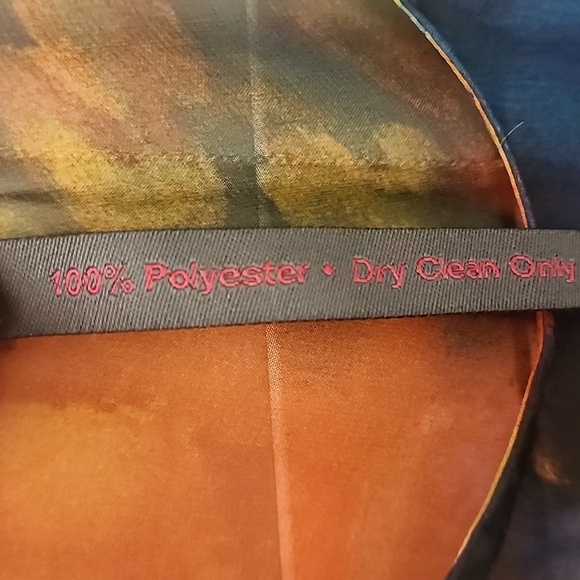 100% Polyester • Dry Clean Only